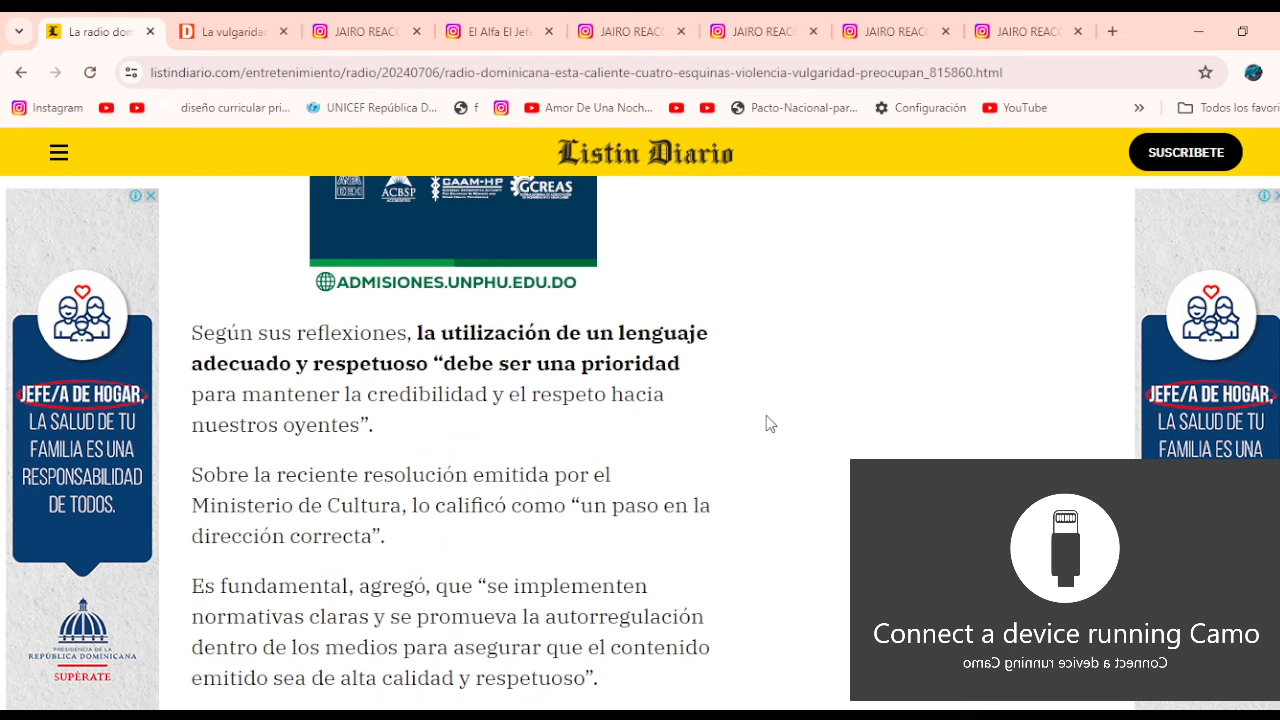 La radio dom
La vulgarida
JAIRO REACC
El Alfa El Jefe
JAIRO REACC
JAIRO REACC
JAIRO REACC
JAIRO REACC
listindiario.com/entretenimiento/radio/20240706/radio-dominicana-esta-caliente-cuatro-esquinas-violencia-vulgaridad-preocupan_815860.html
Instagram
diseño curricular pri...
UNICEF República D...
f
Amor De Una Noch...
Pacto-Nacional-par...
Configuración
YouTube
»
Todos los favori
Listin Diario
SUSCRIBETE
ACBSP
CAAM-HP
GCREAS
ADMISIONES.UNPHU.EDU.DO
Según sus reflexiones, la utilización de un lenguaje
adecuado y respetuoso “debe ser una prioridad
para mantener la credibilidad y el respeto hacia
nuestros oyentes”.
Sobre la reciente resolución emitida por el
Ministerio de Cultura, lo calificó como “un paso en la
dirección correcta”.
Es fundamental, agregó, que “se implementen
normativas claras y se promueva la autorregulación
dentro de los medios para asegurar que el contenido
emitido sea de alta calidad y respetuoso”.
JEFE/A DE HOGAR,
LA SALUD DE TU
FAMILIA ES UNA
RESPONSABILIDAD
DE TODOS.
PRESIDENCIA DE LA
REPÚBLICA DOMINICANA
SUPÉRATE
JEFE/A DE HOGAR,
LA SALUD DE TU
FAMILIA ES UNA
Connect a device running Camo
Connect a device running Camo